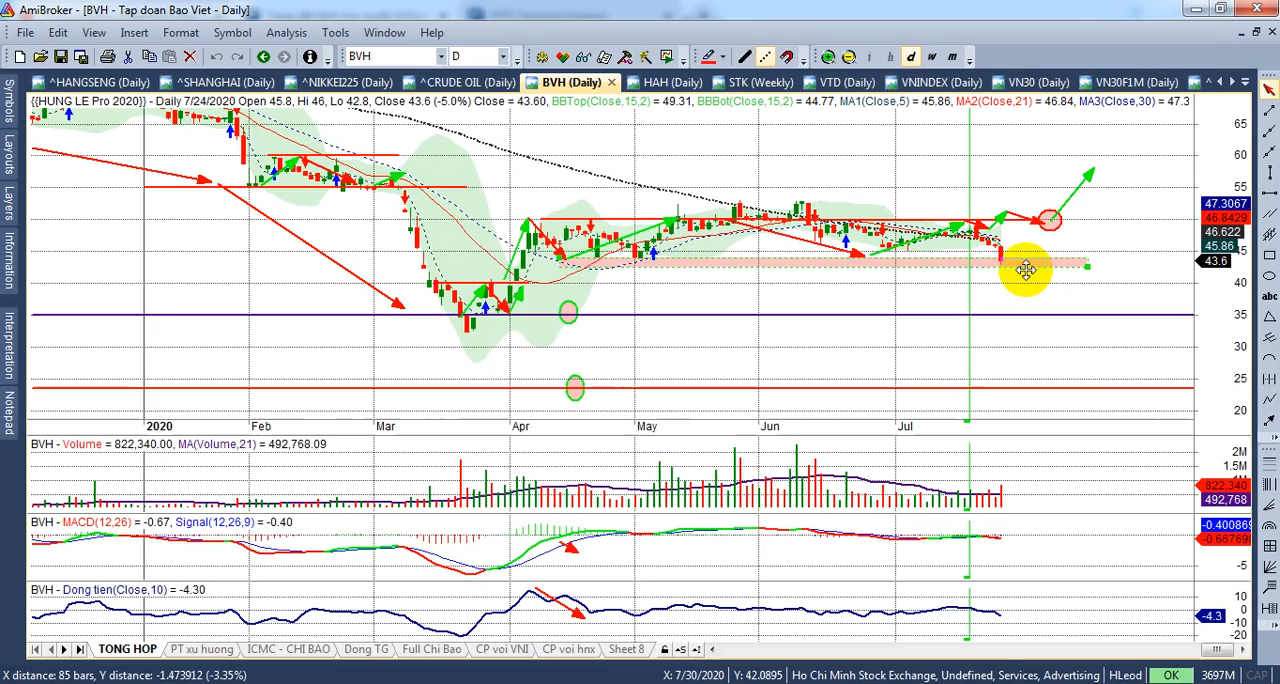 AmiBroker - [BVH - Tap doan Bao Viet - Daily]
File Edit View Insert Format Symbol Analysis Tools Window Help
BVH D i h d w m
^HANGSENG (Daily) ^SHANGHAI (Daily) ^NIKKEI225 (Daily) ^CRUDE OIL (Daily) BVH (Daily) HAH (Daily) STK (Weekly) VTD (Daily) VNINDEX (Daily) VN30 (Daily) VN30F1M (Daily)
{{HUNG LE Pro 2020}} - Daily 7/24/2020 Open 45.8, Hi 46, Lo 42.8, Close 43.6 (-5.0%) Close = 43.60, BBTop(Close,15,2) = 49.31, BBBot(Close,15,2) = 44.77, MA1(Close,5) = 45.86, MA2(Close,21) = 46.84, MA3(Close,30) = 47.3
Symbols
Layouts
Layers
Information
Interpretation
Notepad
65
60
55
50
47.3067
46.8429
46.622
45.86
45
43.6
40
35
30
25
20
abc
2020 Feb Mar Apr May Jun Jul
BVH - Volume = 822,340.00, MA(Volume,21) = 492,768.09
2M
1.5M
822,340
492,768
BVH - MACD(12,26) = -0.67, Signal(12,26,9) = -0.40
-0.400869
-0.667698
-5
BVH - Dong tien(Close,10) = -4.30
10
0
-4.3
-10
-20
TONG HOP PT xu huong ICMC - CHI BAO Dong TG Full Chi Bao CP voi VNI CP voi hnx Sheet 8
X distance: 85 bars, Y distance: -1.473912 (-3.35%) X: 7/30/2020 Y: 42.0895 Ho Chi Minh Stock Exchange, Undefined, Services, Advertising HLeod OK 3697M CAP